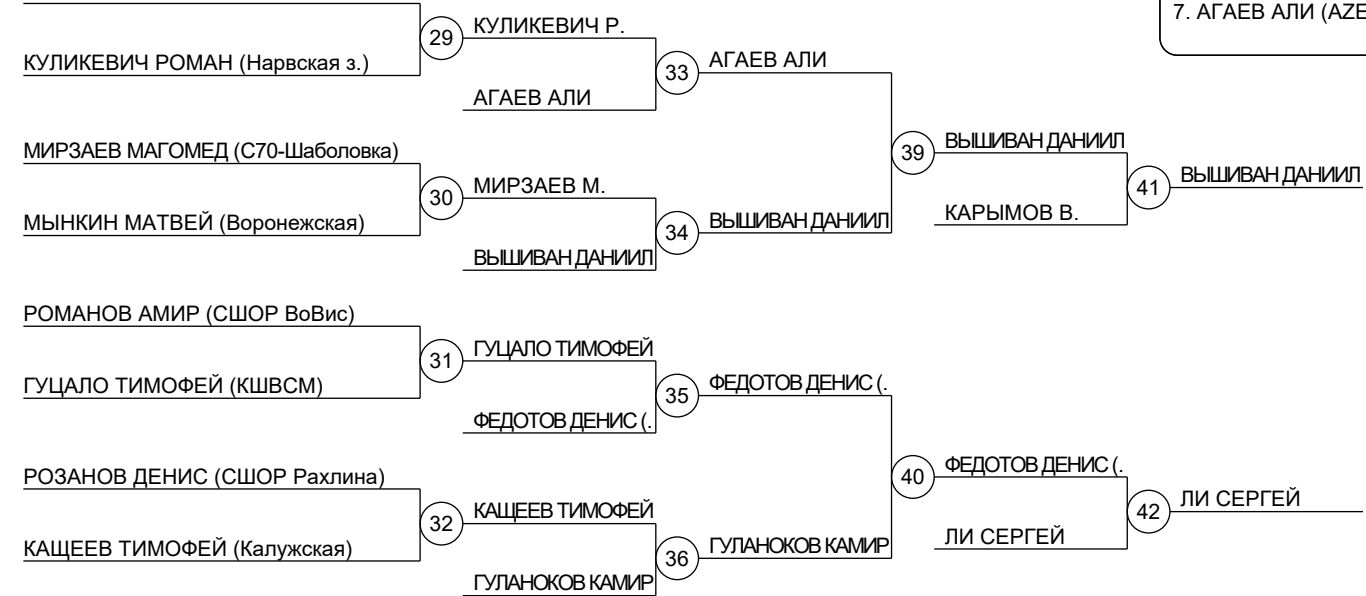 7. АГАЕВ АЛИ (AZE
29
КУЛИКЕВИЧ Р.
КУЛИКЕВИЧ РОМАН (Нарвская з.)
33
АГАЕВ АЛИ
АГАЕВ АЛИ
МИРЗАЕВ МАГОМЕД (С70-Шаболовка)
39
ВЫШИВАН ДАНИИЛ
30
МИРЗАЕВ М.
41
ВЫШИВАН ДАНИИЛ
МЫНКИН МАТВЕЙ (Воронежская)
34
ВЫШИВАН ДАНИИЛ
КАРЫМОВ В.
ВЫШИВАН ДАНИИЛ
РОМАНОВ АМИР (СШОР ВоВис)
31
ГУЦАЛО ТИМОФЕЙ
ГУЦАЛО ТИМОФЕЙ (КШВСМ)
35
ФЕДОТОВ ДЕНИС (.
ФЕДОТОВ ДЕНИС (.
РОЗАНОВ ДЕНИС (СШОР Рахлина)
40
ФЕДОТОВ ДЕНИС (.
32
КАЩЕЕВ ТИМОФЕЙ
42
ЛИ СЕРГЕЙ
КАЩЕЕВ ТИМОФЕЙ (Калужская)
36
ГУЛАНОКОВ КАМИР
ЛИ СЕРГЕЙ
ГУЛАНОКОВ КАМИР